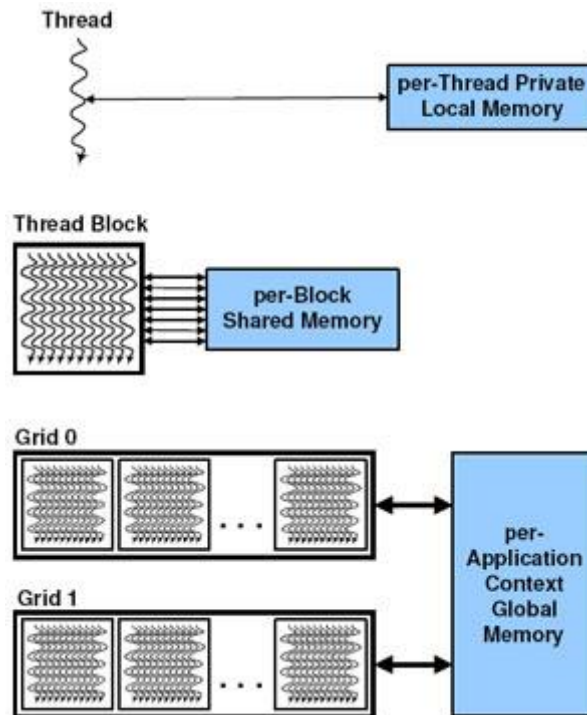 Thread
per-Thread Private
Local Memory
Thread Block
per-Block
Shared Memory
Grid 0
. . .
per-
Application
Context
Global
Memory
Grid 1
. . .